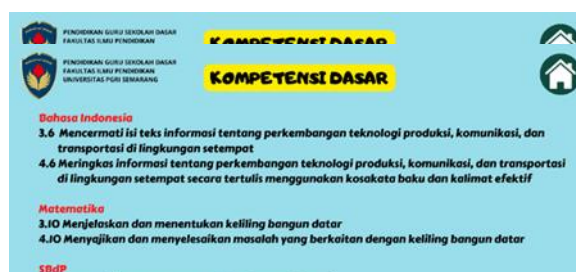 PENDIDIKAN GURU SEKOLAH DASAR
FAKULTAS ILMU PENDIDIKAN
KOMPETENSI DASAR
PENDIDIKAN GURU SEKOLAH DASAR
FAKULTAS ILMU PENDIDIKAN
UNIVERSITAS PGRI SEMARANG
KOMPETENSI DASAR
Bahasa Indonesia
3.6 Mencermati isi teks informasi tentang perkembangan teknologi produksi, komunikasi, dan
transportasi di lingkungan setempat
4.6 Meringkas informasi tentang perkembangan teknologi produksi, komunikasi, dan transportasi
di lingkungan setempat secara tertulis menggunakan kosakata baku dan kalimat efektif
Matematika
3.10 Menjelaskan dan menentukan keliling bangun datar
4.10 Menyajikan dan menyelesaikan masalah yang berkaitan dengan keliling bangun datar
SBdP